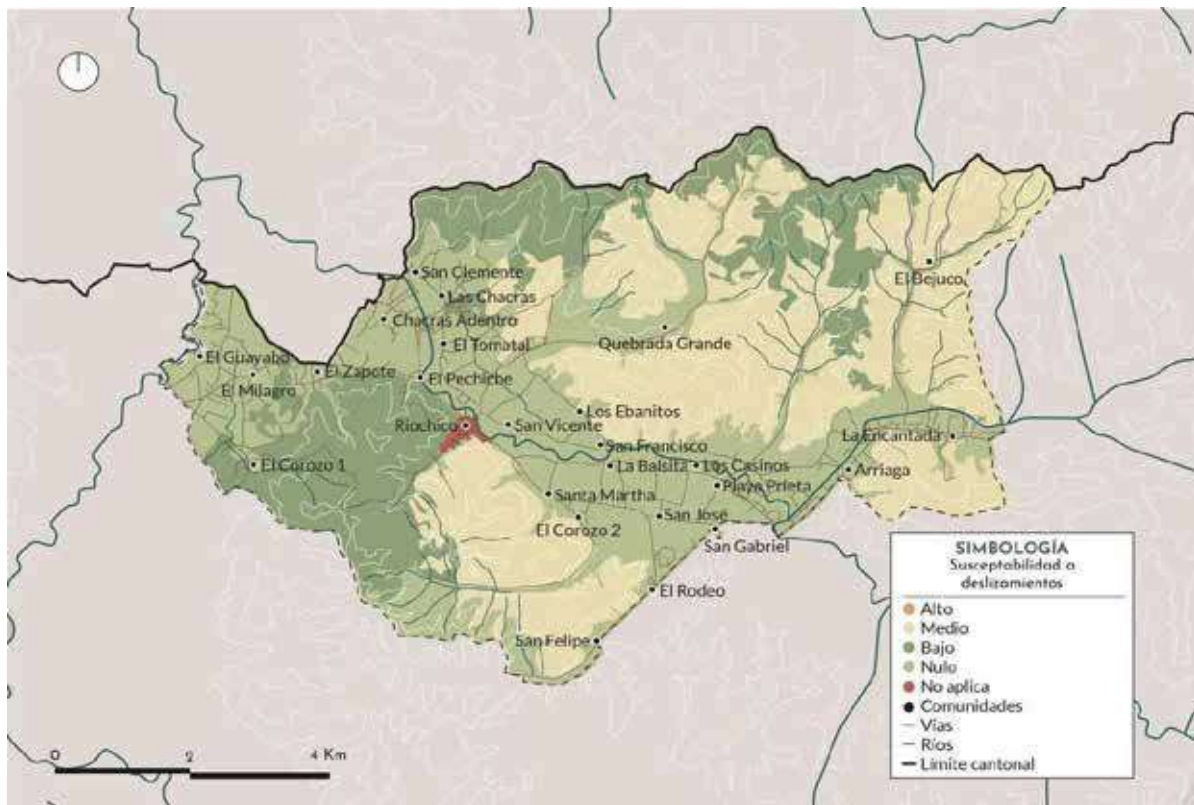 San Clemente
Las Chacras
Chacras Adentro
El Bejuco
El Tomatal
Quebrada Grande
El Guayabo
El Zapote
El Milagro
El Pechiche
Los Ebanitos
Riochico
San Vicente
La Encantada
San Francisco
El Corozo 1
La Balsita
Los Casinos
Arriaga
Playa Prieta
Santa Martha
El Corozo 2
San José
San Gabriel
El Rodeo
San Felipe
SIMBOLOGÍA
Susceptabilidad a
deslizamientos
Alto
Medio
Bajo
Nulo
No aplica
Comunidades
Vías
Ríos
Límite cantonal
0 2 4 Km